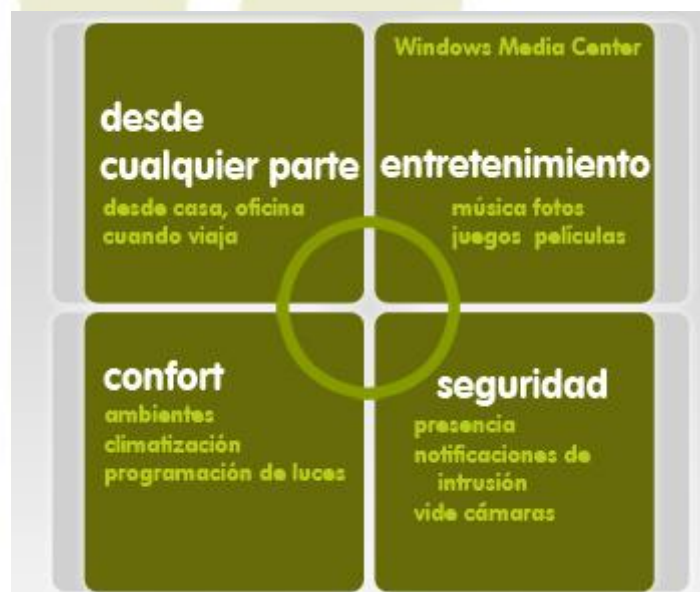 desde
cualquier parte
desde casa, oficina
cuando viaja
Windows Media Center
entretenimiento
música fotos
juegos películas
confort
ambientes
climatización
programación de luces
seguridad
presencia
notificaciones de
intrusión
vide cámaras